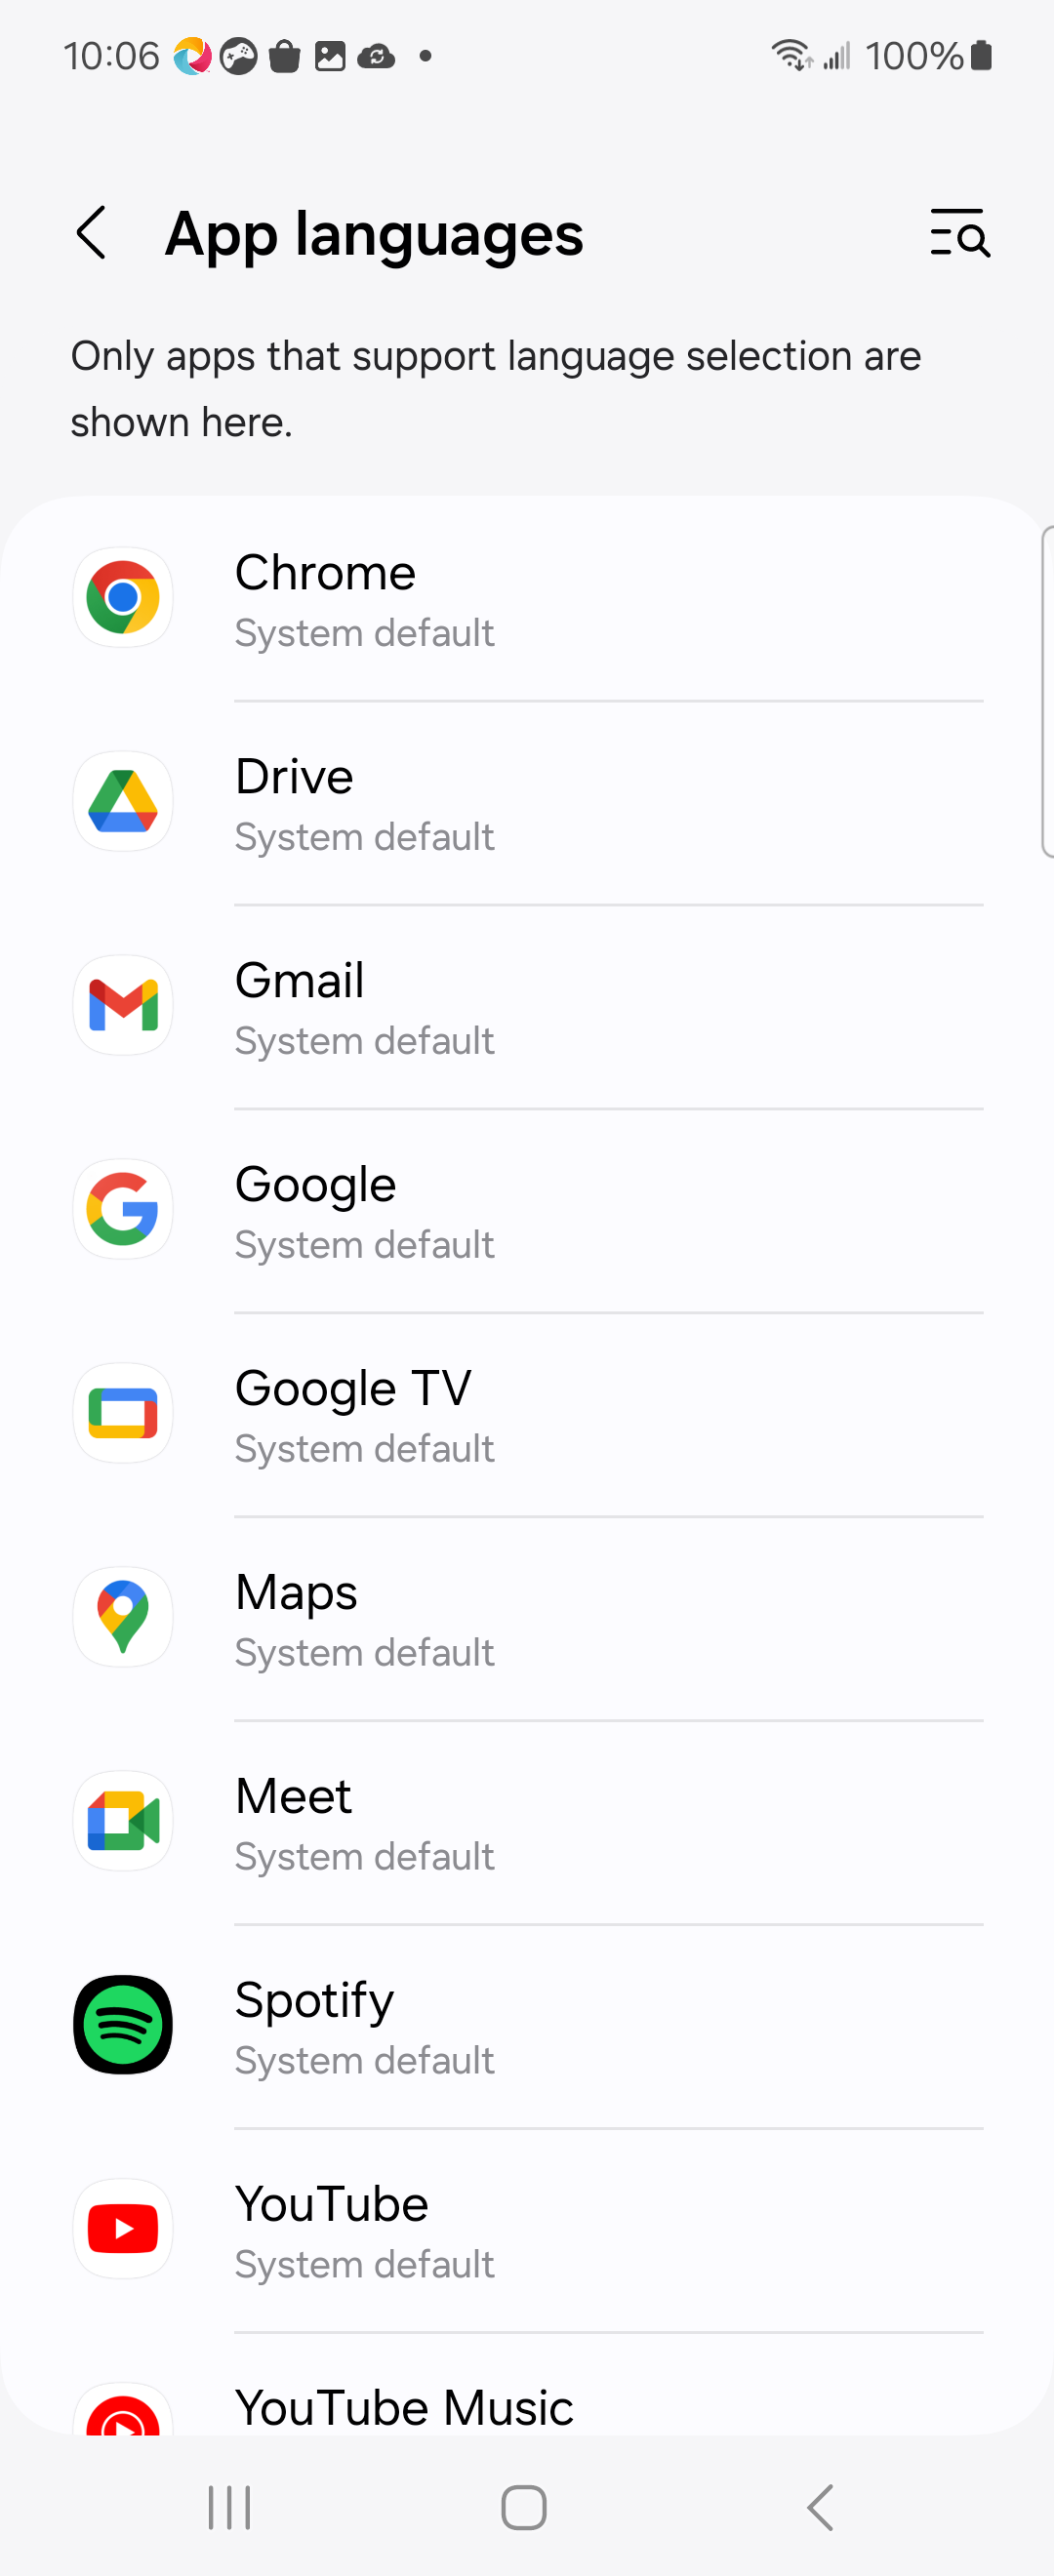 10:06
100%
App languages
Only apps that support language selection are
shown here.
Chrome
System default
Drive
System default
Gmail
System default
Google
System default
Google TV
System default
Maps
System default
Meet
System default
Spotify
System default
YouTube
System default
YouTube Music